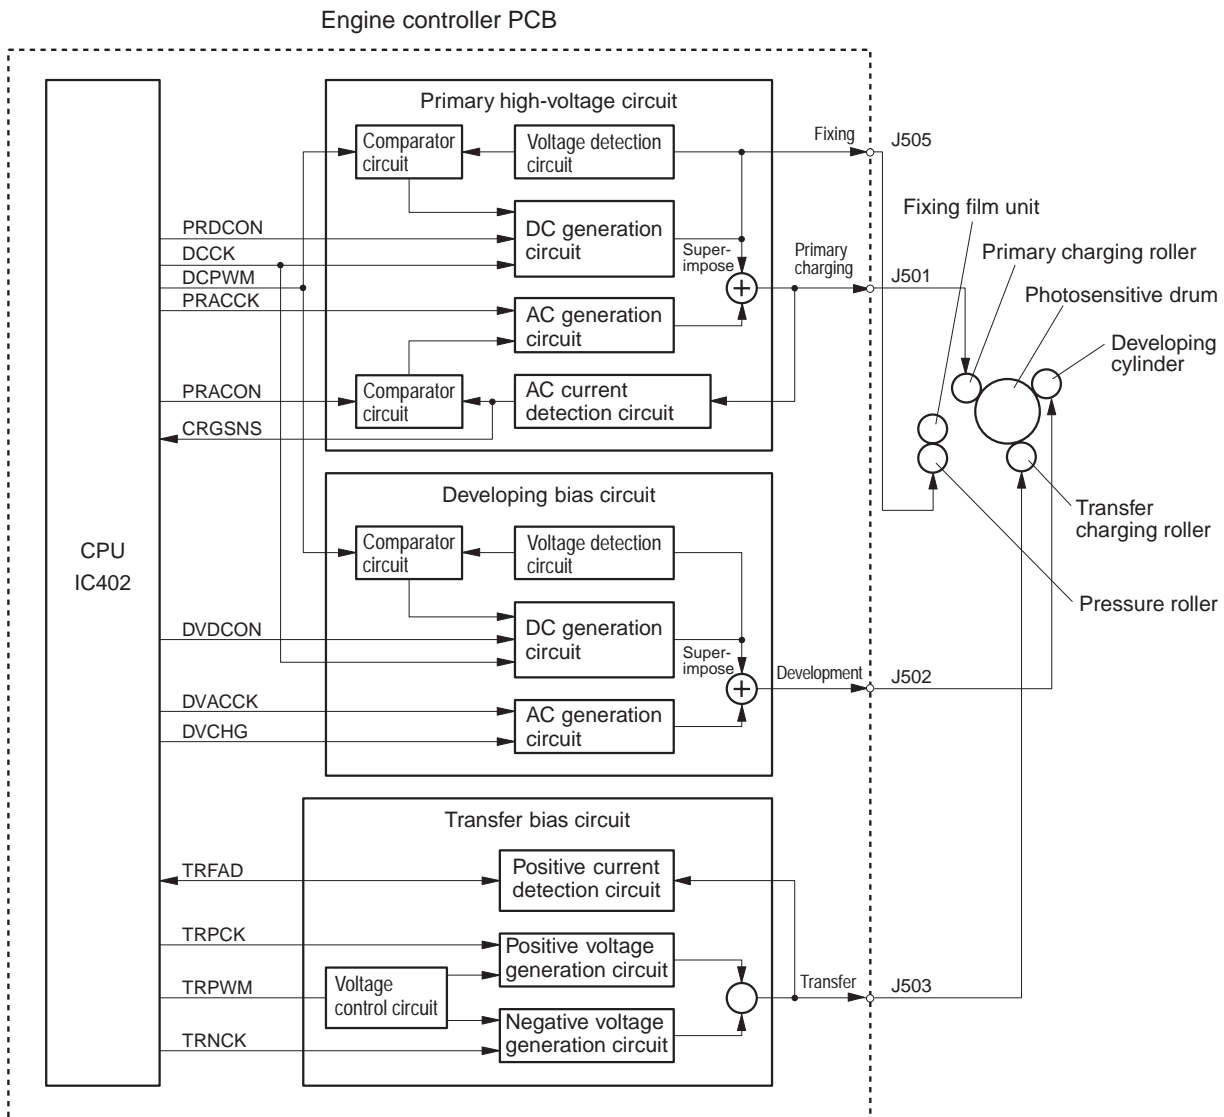 Engine controller PCB
Primary high-voltage circuit
Comparator
circuit
Voltage detection
circuit
Fixing
J505
Fixing film unit
PRDCON
DCCK
DCPWM
PRACCK
DC generation
circuit
Super-
impose
Primary
charging
J501
Primary charging roller
Photosensitive drum
Developing
cylinder
AC generation
circuit
PRACON
CRGSNS
Comparator
circuit
AC current
detection circuit
CPU
IC402
Developing bias circuit
Comparator
circuit
Voltage detection
circuit
Transfer
charging roller
Pressure roller
DVDCON
DC generation
circuit
Super-
impose
Development
J502
DVACCK
DVCHG
AC generation
circuit
Transfer bias circuit
TRFAD
Positive current
detection circuit
TRPCK
Positive voltage
generation circuit
TRPWM
Voltage
control circuit
Transfer
J503
TRNCK
Negative voltage
generation circuit